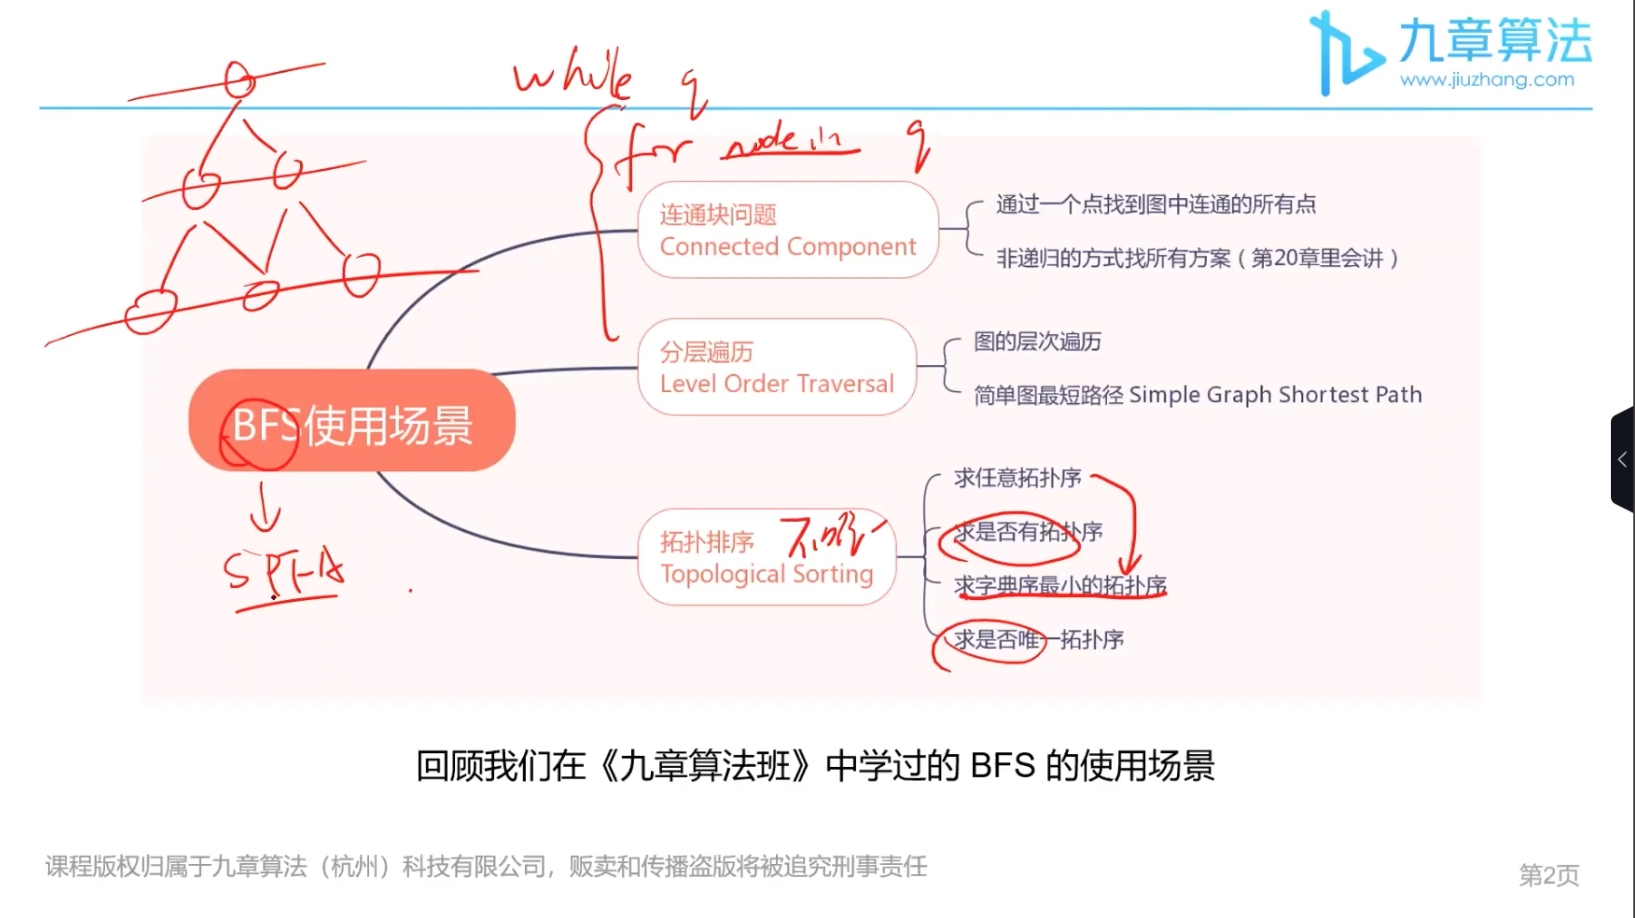 九章算法
www.jiuzhang.com
while q
for node in q
连通块问题
Connected Component
通过一个点找到图中连通的所有点
非递归的方式找所有方案（第20章里会讲）
分层遍历
Level Order Traversal
图的层次遍历
简单图最短路径 Simple Graph Shortest Path
BFS使用场景
SPFA
拓扑排序
Topological Sorting
求任意拓扑序
求是否有拓扑序
求字典序最小的拓扑序
求是否唯一拓扑序
回顾我们在《九章算法班》中学过的 BFS 的使用场景
课程版权归属于九章算法（杭州）科技有限公司，贩卖和传播盗版将被追究刑事责任
第2页